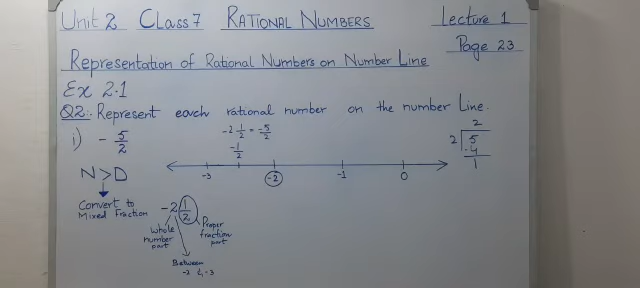 Unit 2 Class 7 Rational Numbers Lecture 1
Page 23
Representation of Rational Numbers on Number Line
Ex 2.1
Q2:- Represent each rational number on the number Line.
i) - 5/2
-2 1/2 = -5/2
-1/2
-3 -2 -1 0
2
2 5
-4
1
N>D
Convert to
Mixed Fraction
-2 1/2
Whole
number
part
Proper
fraction
part
Between
-2 & -3